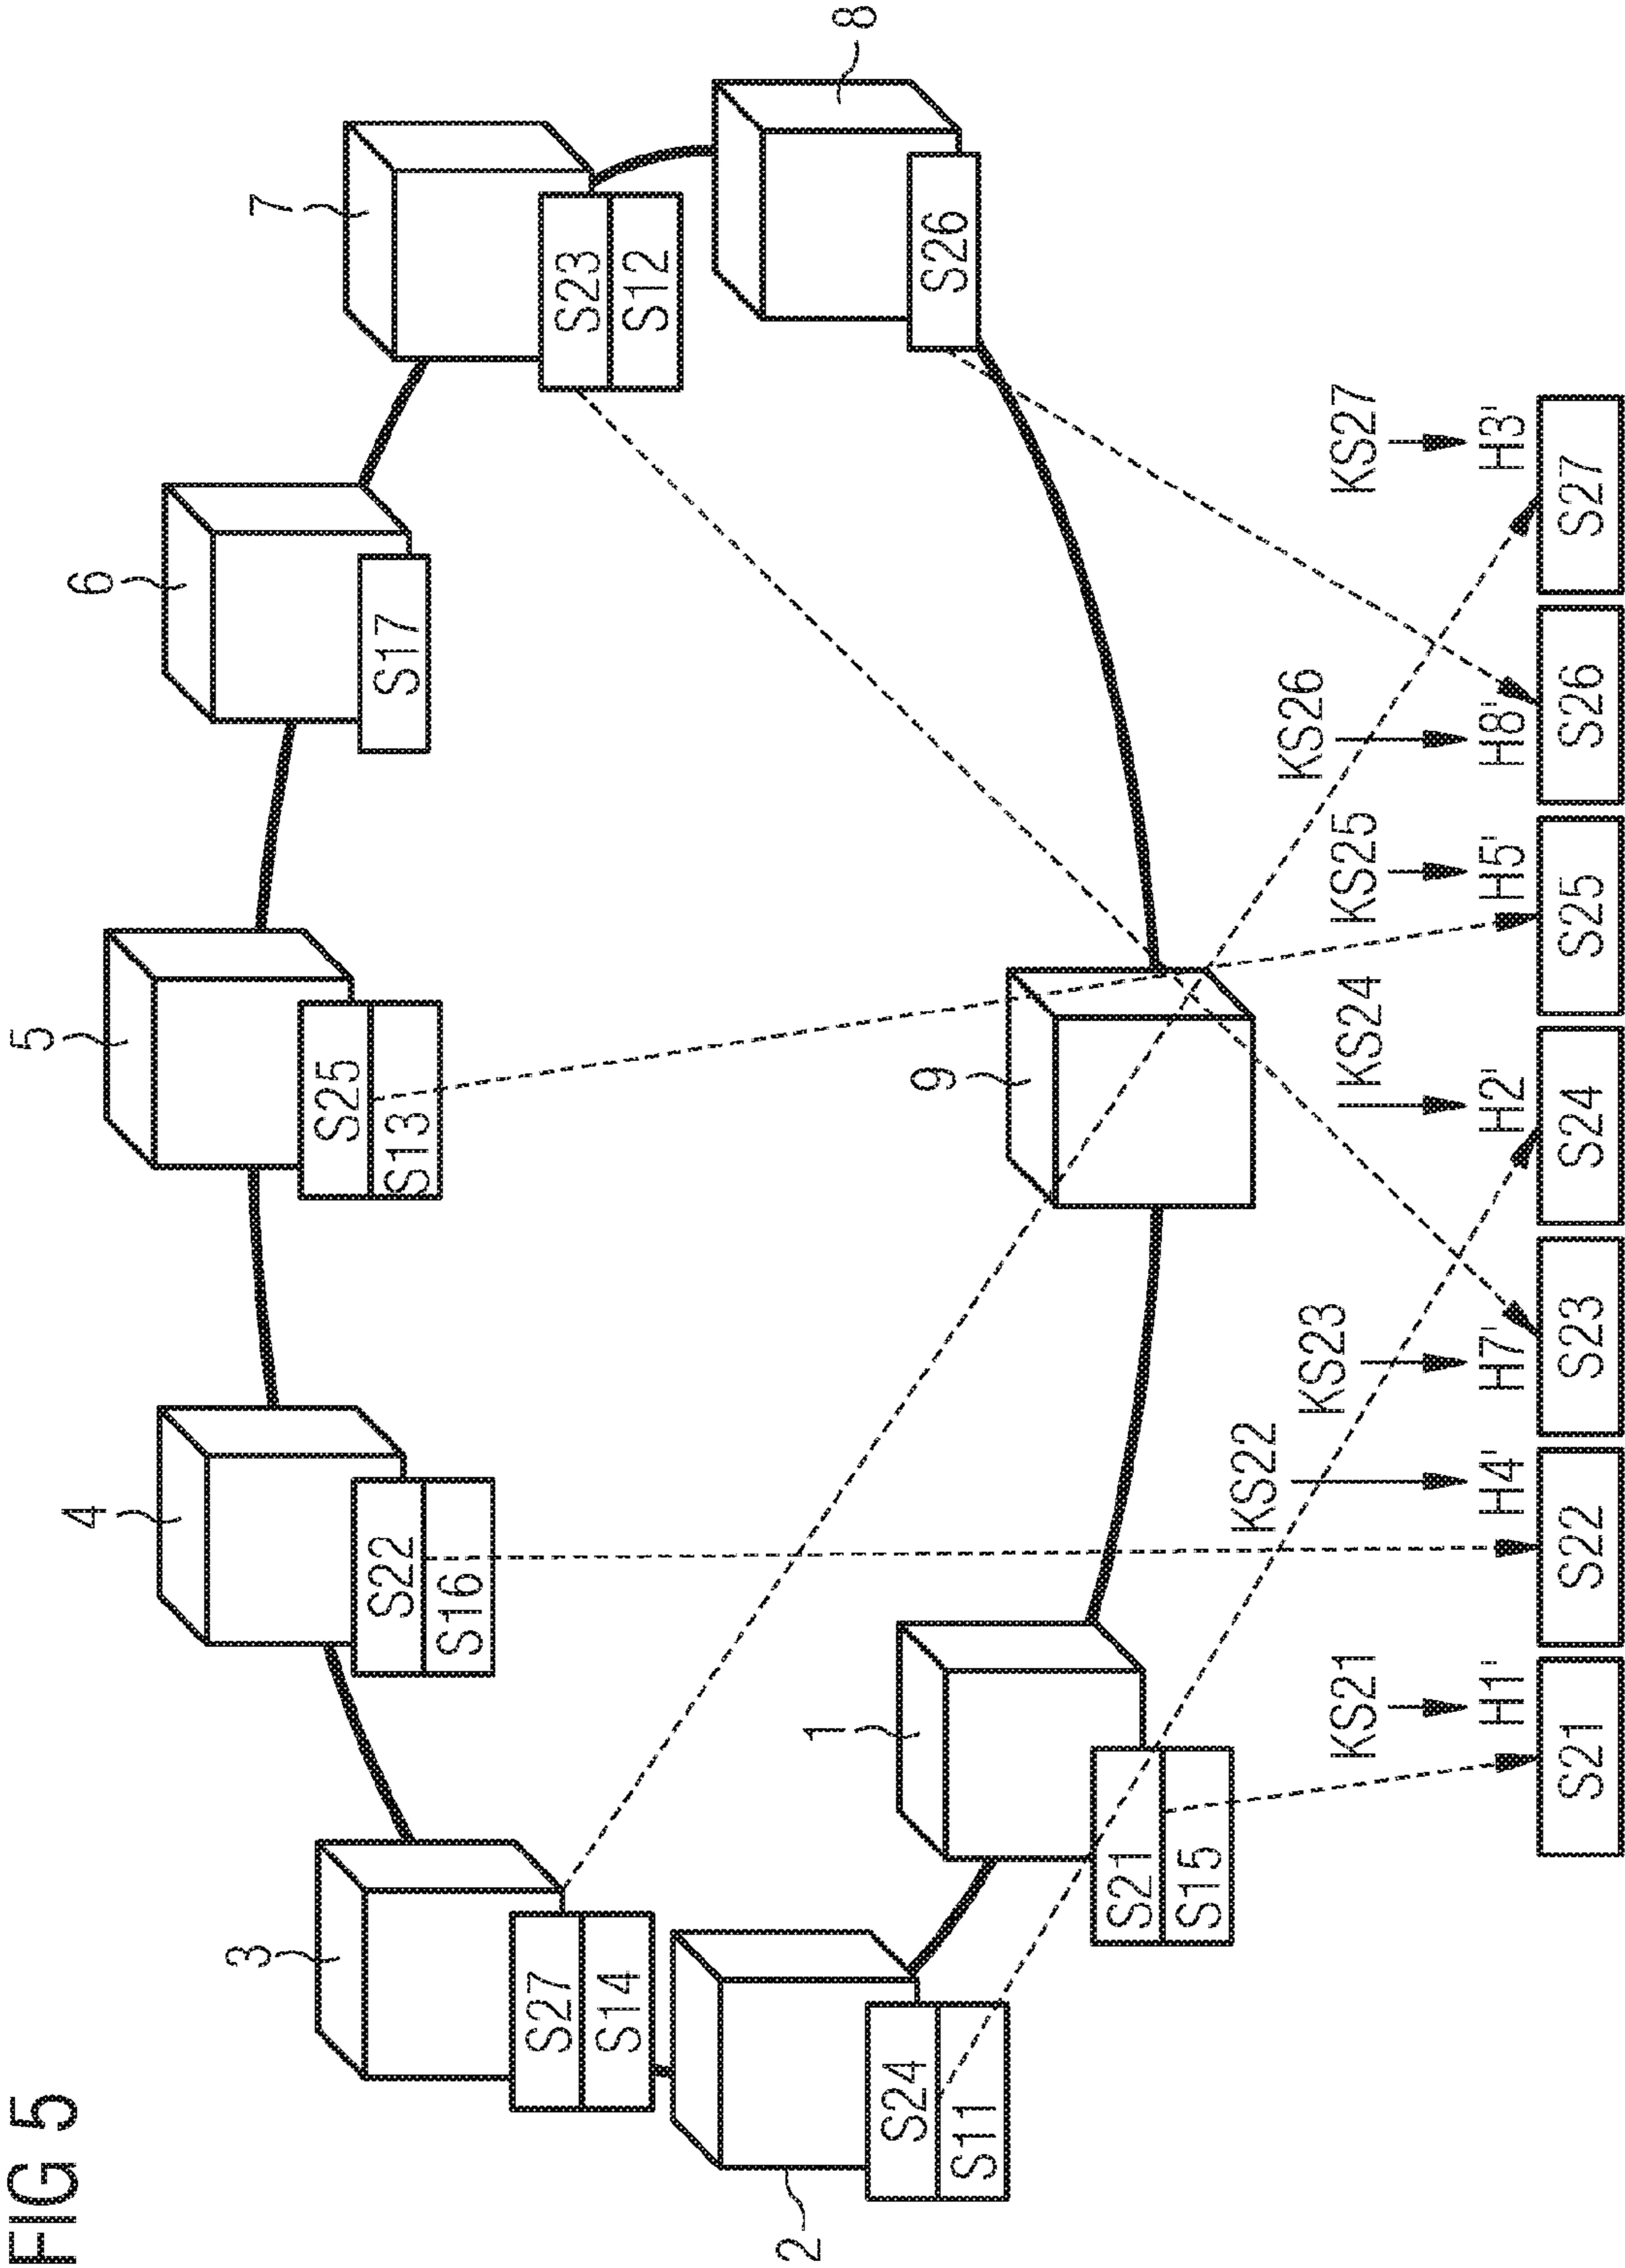 FIG 5
5
4
6
3
7
S25
S13
S22
S16
S17
S27
S14
S23
S12
2
1
9
8
S24
S11
S21
S15
S26
KS22
KS23
KS26
KS21
KS24
KS25
KS27
H1'
H4'
H7'
H2'
H5'
H8'
H3'
S21
S22
S23
S24
S25
S26
S27